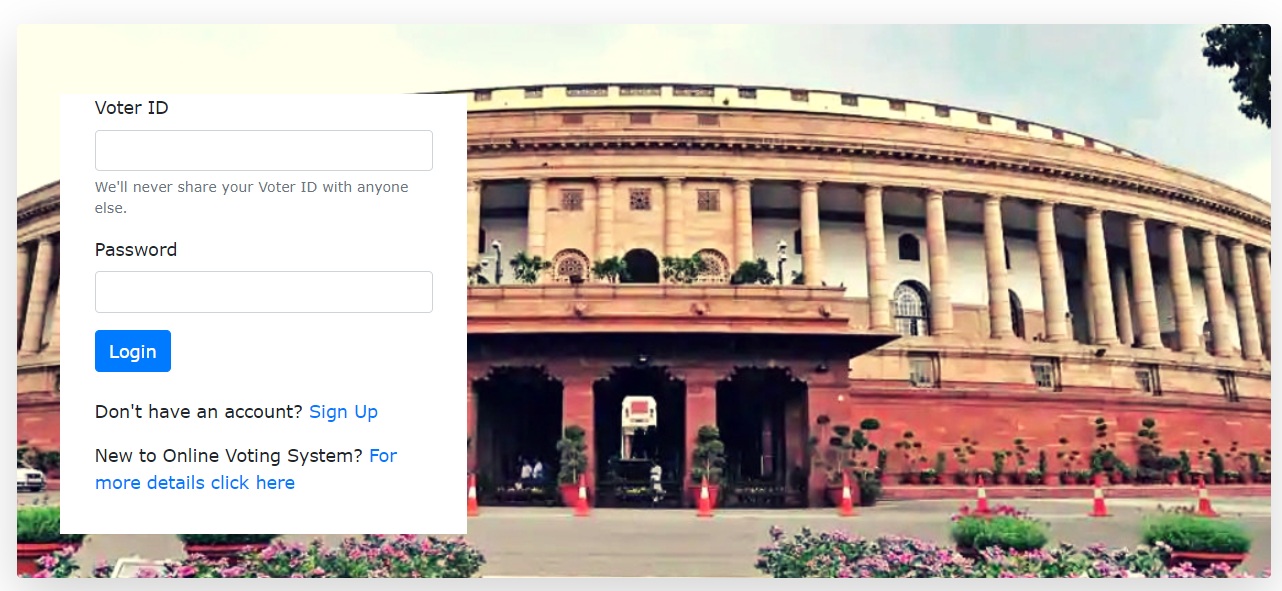 Voter ID
We'll never share your Voter ID with anyone
else.
Password
Login
Don't have an account? Sign Up
New to Online Voting System? For
more details click here